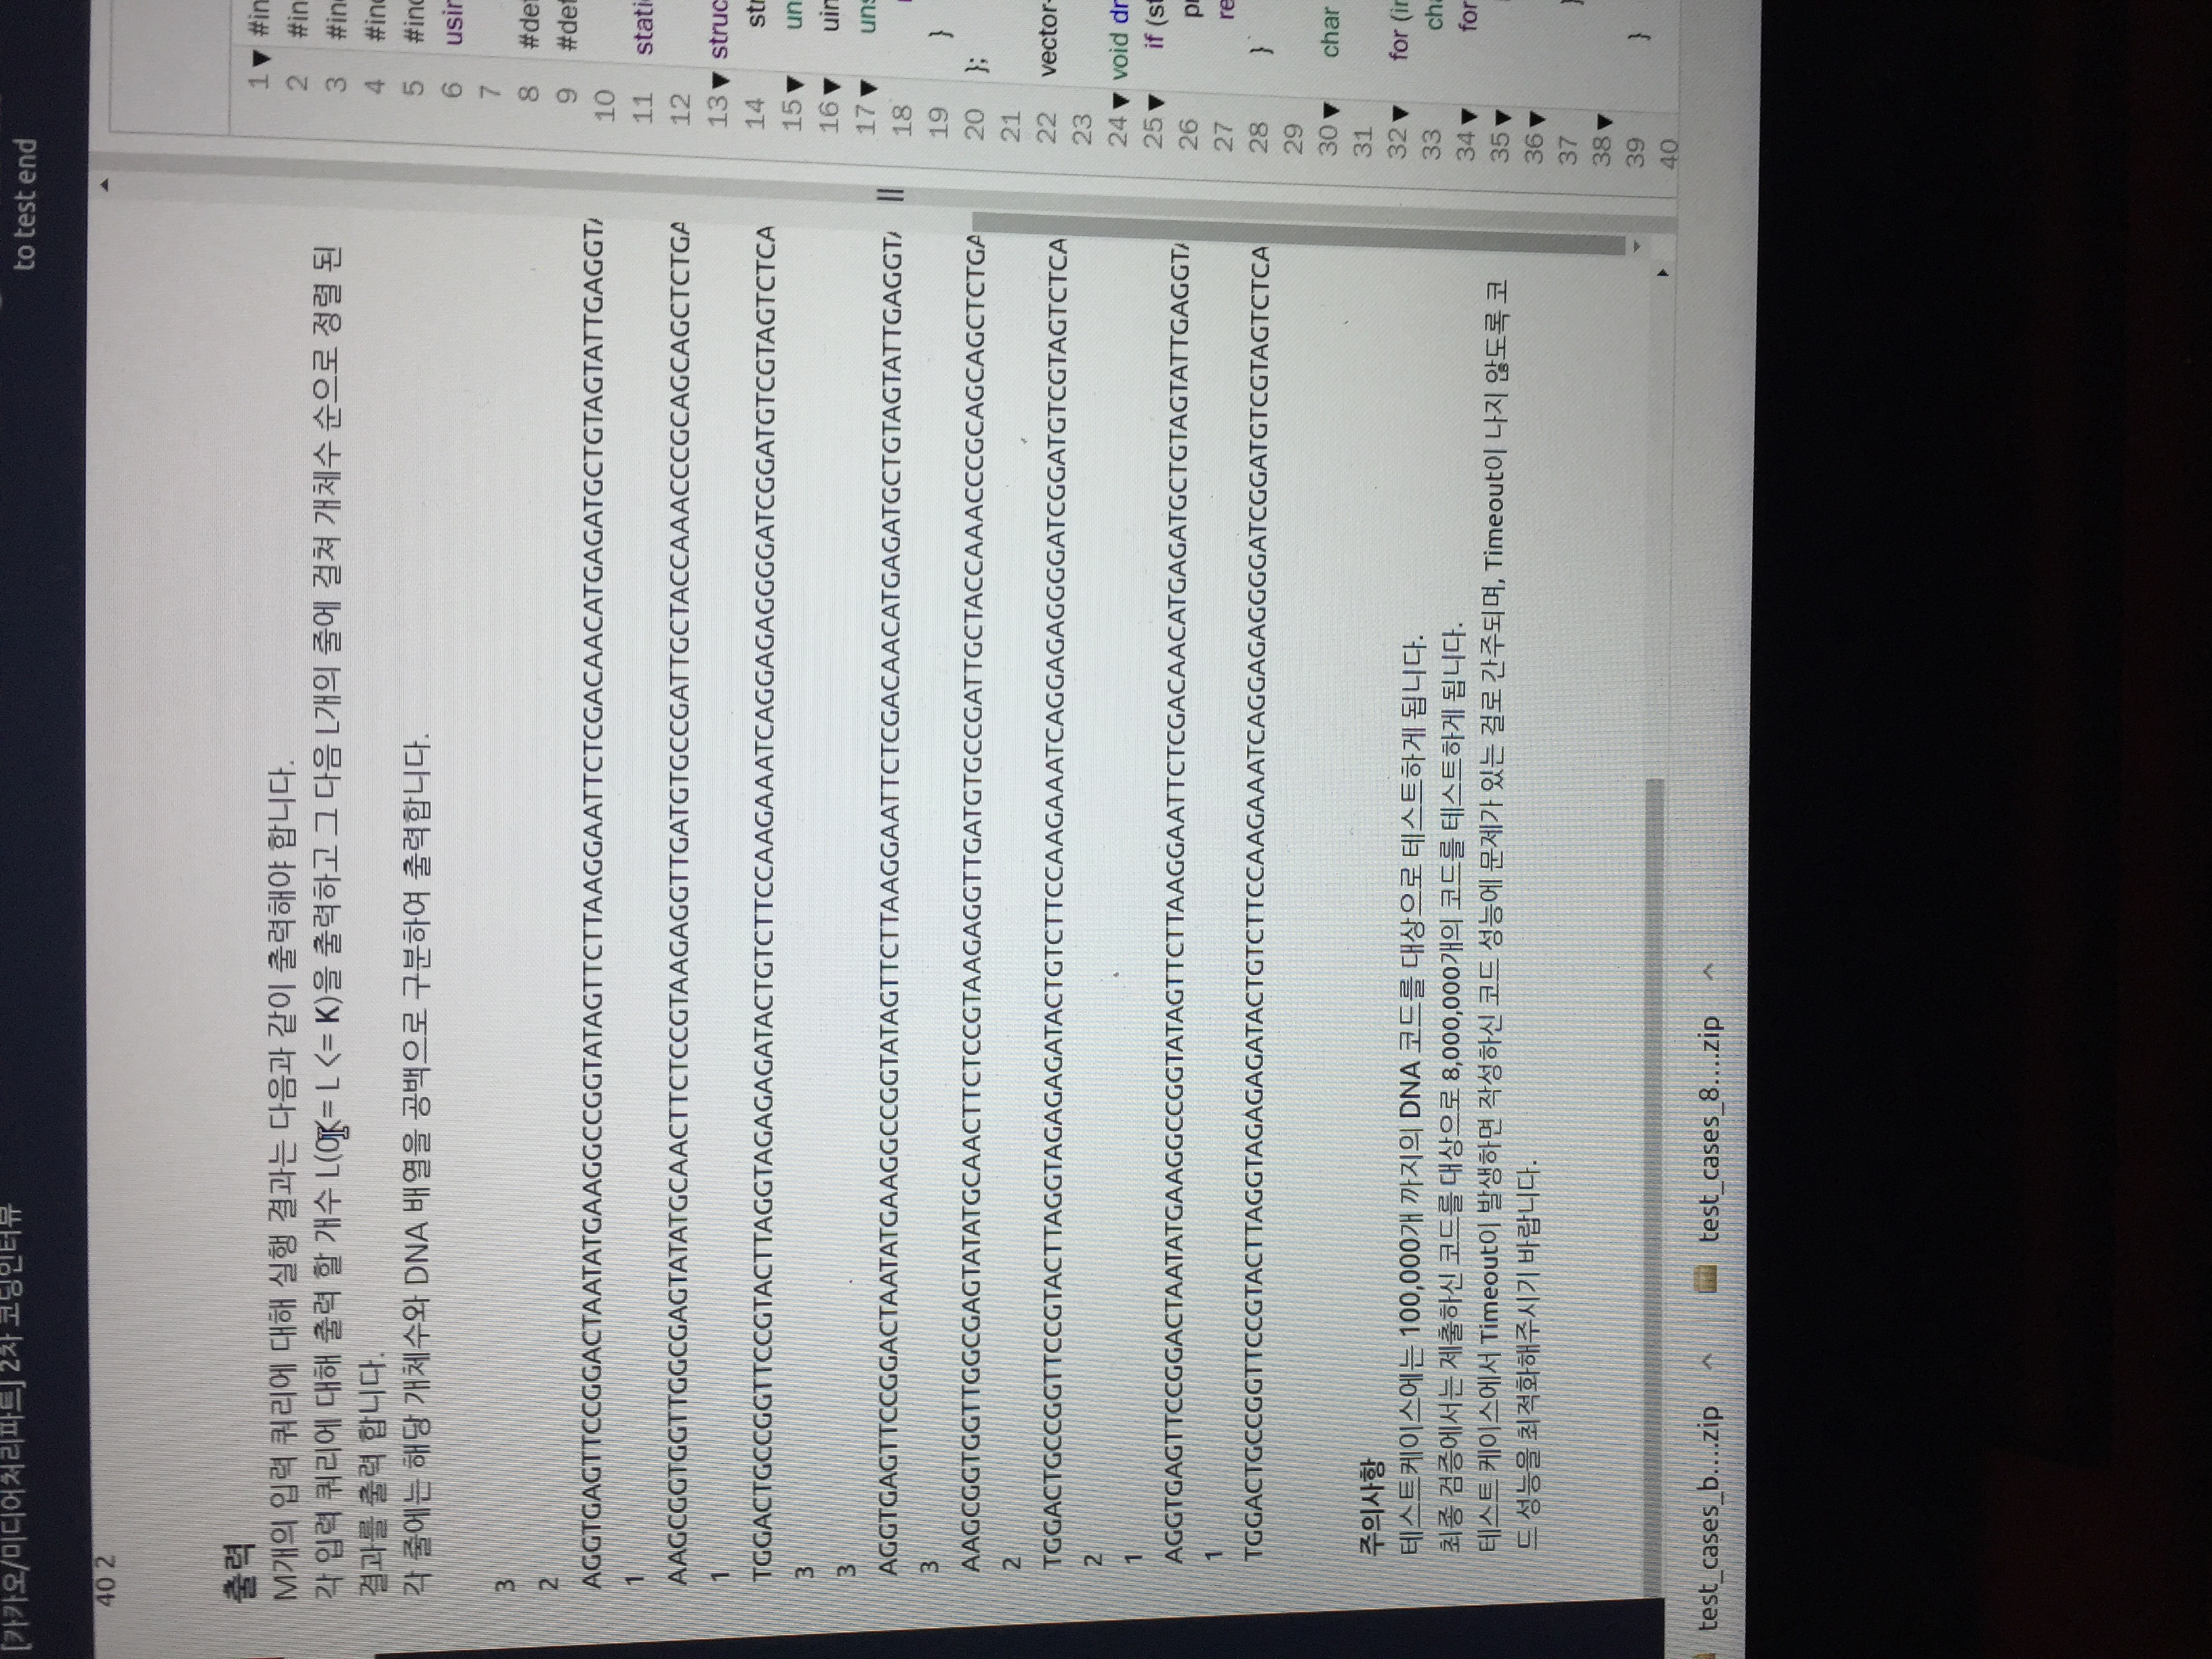 [카카오/미디어처리파트] 2차 코딩인터뷰
to test end
40 2
출력
M개의 입력 쿼리에 대해 실행 결과는 다음과 같이 출력해야 합니다.
각 입력 쿼리에 대해 출력 할 개수 L(0<= L <= K)을 출력하고 그 다음 L개의 줄에 걸쳐 개체수 순으로 정렬 된
결과를 출력 합니다.
각 줄에는 해당 개체수와 DNA 배열을 공백으로 구분하여 출력합니다.
3
2
AGGTGAGTTCCGGACTAATATGAAGGCCGGTATAGTTCTTAAGGAATTCTCGACAACATGAGATGCTGTAGTATTGAGGTA
1
AAGCGGTGGTTGGCGAGTATATGCAACTTCTCCGTAAGAGGTTGATGTGCCGATTGCTACCAAACCCGCAGCAGCTCTGA
1
TGGACTGCCGGTTCCGTACTTAGGTAGAGAGATACTGTCTTCCAAGAAATCAGGAGAGGGGATCGGATGTCGTAGTCTCA
3
3
AGGTGAGTTCCGGACTAATATGAAGGCCGGTATAGTTCTTAAGGAATTCTCGACAACATGAGATGCTGTAGTATTGAGGTA
3
AAGCGGTGGTTGGCGAGTATATGCAACTTCTCCGTAAGAGGTTGATGTGCCGATTGCTACCAAACCCGCAGCAGCTCTGA
2
TGGACTGCCGGTTCCGTACTTAGGTAGAGAGATACTGTCTTCCAAGAAATCAGGAGAGGGGATCGGATGTCGTAGTCTCA
2
1
AGGTGAGTTCCGGACTAATATGAAGGCCGGTATAGTTCTTAAGGAATTCTCGACAACATGAGATGCTGTAGTATTGAGGTA
1
TGGACTGCCGGTTCCGTACTTAGGTAGAGAGATACTGTCTTCCAAGAAATCAGGAGAGGGGATCGGATGTCGTAGTCTCA
주의사항
테스트케이스에는 100,000개 까지의 DNA 코드를 대상으로 테스트하게 됩니다.
최종 검증에서는 제출하신 코드를 대상으로 8,000,000개의 코드를 테스트하게 됩니다.
테스트 케이스에서 Timeout이 발생하면 작성하신 코드 성능에 문제가 있는 걸로 간주되며, Timeout이 나지 않도록 코
드 성능을 최적화해주시기 바랍니다.
1 #in
2 #in
3 #in
4 #inc
5 #inc
6 usin
7
8 #def
9 #def
10
11 stati
12
13 struc
14 str
15 un
16 uin
17 uns
18
19 }
20 };
21
22 vector
23
24 void dr
25 if (st
26 p
27 re
28 }
29
30 char
31
32 for (in
33 cha
34 for
35
36
37 }
38
39 }
40
test_cases_b....zip
test_cases_8....zip